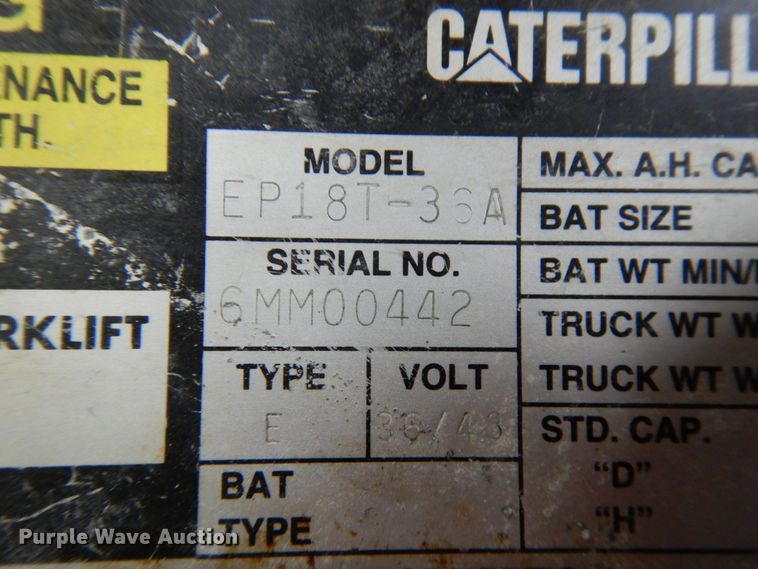 G
CATERPILL
ENANCE
TH.
MODEL
EP18T-36A
MAX. A.H. CA
BAT SIZE
SERIAL NO.
6MM00442
BAT WT MIN/
RKLIFT
TRUCK WT W
TYPE
VOLT
TRUCK WT W
E
36/48
STD. CAP.
BAT
TYPE
"D"
"H"
Purple Wave Auction